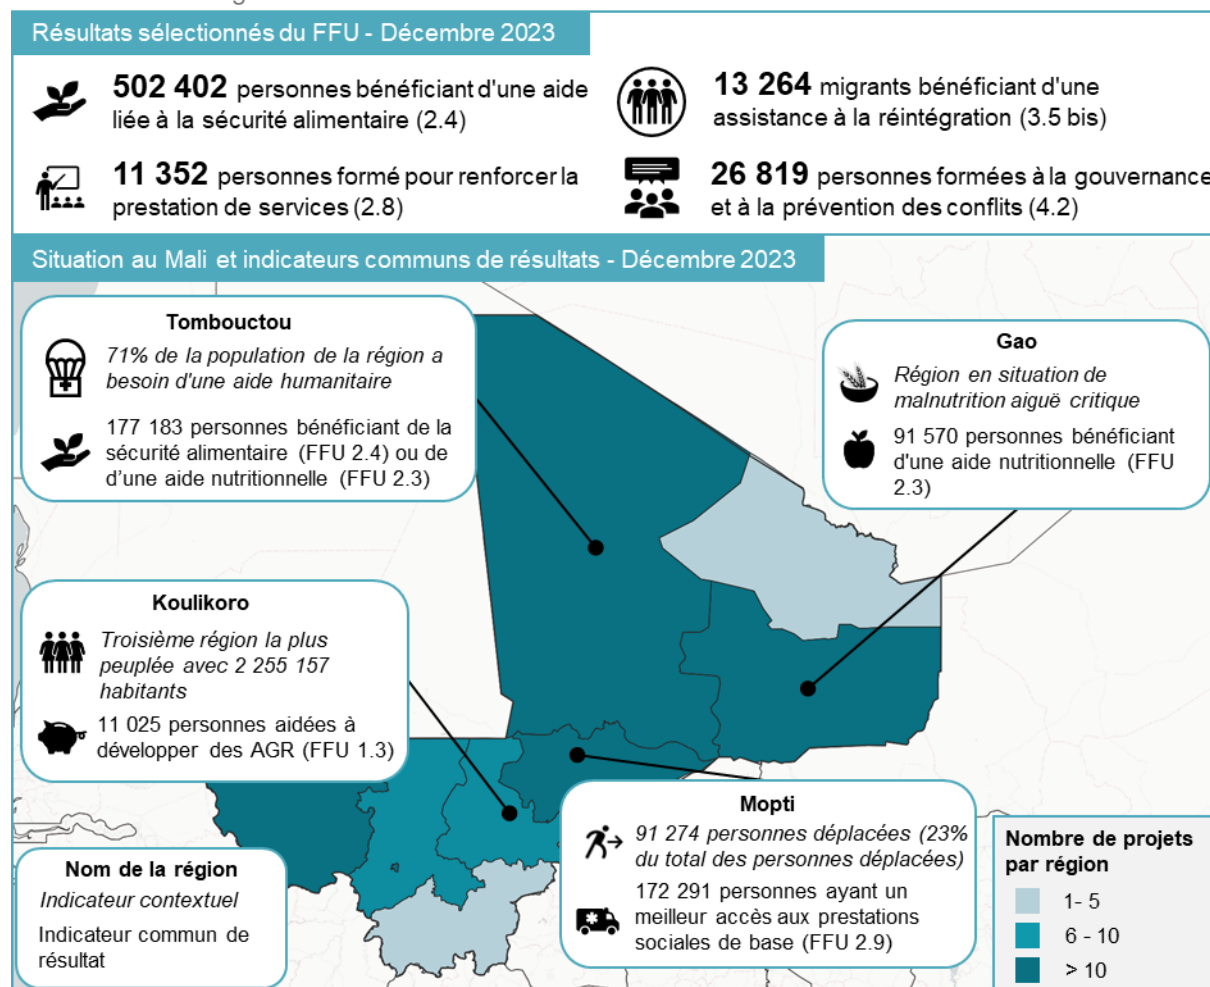 Résultats sélectionnés du FFU - Décembre 2023
502 402 personnes bénéficiant d'une aide
liée à la sécurité alimentaire (2.4)
13 264 migrants bénéficiant d'une
assistance à la réintégration (3.5 bis)
11 352 personnes formé pour renforcer la
prestation de services (2.8)
26 819 personnes formées à la gouvernance
et à la prévention des conflits (4.2)
Situation au Mali et indicateurs communs de résultats - Décembre 2023
Tombouctou
71% de la population de la région a
besoin d'une aide humanitaire
177 183 personnes bénéficiant de la
sécurité alimentaire (FFU 2.4) ou de
d’une aide nutritionnelle (FFU 2.3)
Gao
Région en situation de
malnutrition aiguë critique
91 570 personnes bénéficiant
d'une aide nutritionnelle (FFU
2.3)
Koulikoro
Troisième région la plus
peuplée avec 2 255 157
habitants
11 025 personnes aidées à
développer des AGR (FFU 1.3)
Mopti
91 274 personnes déplacées (23%
du total des personnes déplacées)
172 291 personnes ayant un
meilleur accès aux prestations
sociales de base (FFU 2.9)
Nom de la région
Indicateur contextuel
Indicateur commun de
résultat
Nombre de projets
par région
1- 5
6 - 10
> 10